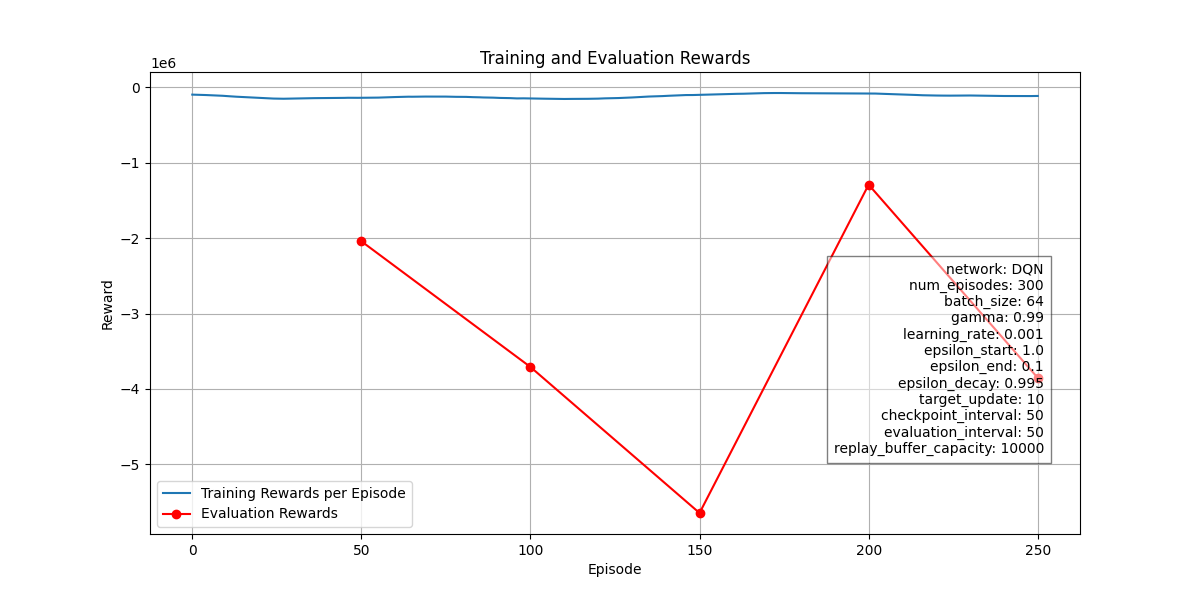 Training and Evaluation Rewards
1e6
0
−1
−2
−3
−4
−5
Reward
network: DQN
num_episodes: 300
batch_size: 64
gamma: 0.99
learning_rate: 0.001
epsilon_start: 1.0
epsilon_end: 0.1
epsilon_decay: 0.995
target_update: 10
checkpoint_interval: 50
evaluation_interval: 50
replay_buffer_capacity: 10000
Training Rewards per Episode
Evaluation Rewards
0 50 100 150 200 250
Episode